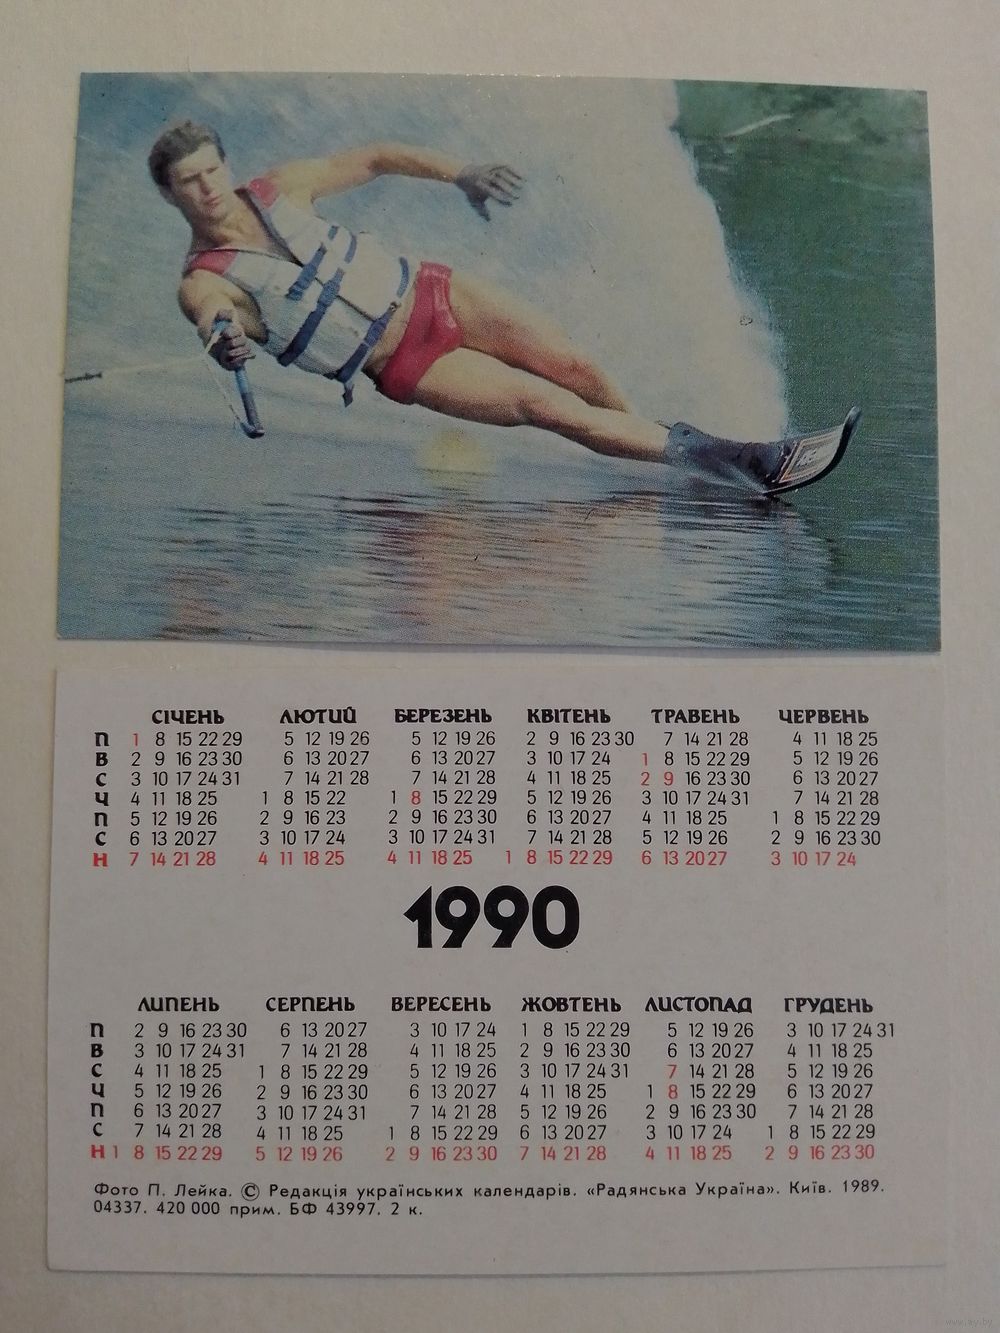 СІЧЕНЬ ЛЮТИЙ БЕРЕЗЕНЬ КВІТЕНЬ ТРАВЕНЬ ЧЕРВЕНЬ
П 1 8 15 22 29 5 12 19 26 5 12 19 26 2 9 16 23 30 7 14 21 28 4 11 18 25
В 2 9 16 23 30 6 13 20 27 6 13 20 27 3 10 17 24 1 8 15 22 29 5 12 19 26
С 3 10 17 24 31 7 14 21 28 7 14 21 28 4 11 18 25 2 9 16 23 30 6 13 20 27
Ч 4 11 18 25 1 8 15 22 1 8 15 22 29 5 12 19 26 3 10 17 24 31 7 14 21 28
П 5 12 19 26 2 9 16 23 2 9 16 23 30 6 13 20 27 4 11 18 25 1 8 15 22 29
С 6 13 20 27 3 10 17 24 3 10 17 24 31 7 14 21 28 5 12 19 26 2 9 16 23 30
Н 7 14 21 28 4 11 18 25 4 11 18 25 1 8 15 22 29 6 13 20 27 3 10 17 24
1990
ЛИПЕНЬ СЕРПЕНЬ ВЕРЕСЕНЬ ЖОВТЕНЬ ЛИСТОПАД ГРУДЕНЬ
П 2 9 16 23 30 6 13 20 27 3 10 17 24 1 8 15 22 29 5 12 19 26 3 10 17 24 31
В 3 10 17 24 31 7 14 21 28 4 11 18 25 2 9 16 23 30 6 13 20 27 4 11 18 25
С 4 11 18 25 1 8 15 22 29 5 12 19 26 3 10 17 24 31 7 14 21 28 5 12 19 26
Ч 5 12 19 26 2 9 16 23 30 6 13 20 27 4 11 18 25 1 8 15 22 29 6 13 20 27
П 6 13 20 27 3 10 17 24 31 7 14 21 28 5 12 19 26 2 9 16 23 30 7 14 21 28
С 7 14 21 28 4 11 18 25 1 8 15 22 29 6 13 20 27 3 10 17 24 1 8 15 22 29
Н 1 8 15 22 29 5 12 19 26 2 9 16 23 30 7 14 21 28 4 11 18 25 2 9 16 23 30
Фото П. Лейка. © Редакція українських календарів. «Радянська Україна». Київ. 1989.
04337. 420 000 прим. БФ 43997. 2 к.
www.ay.by